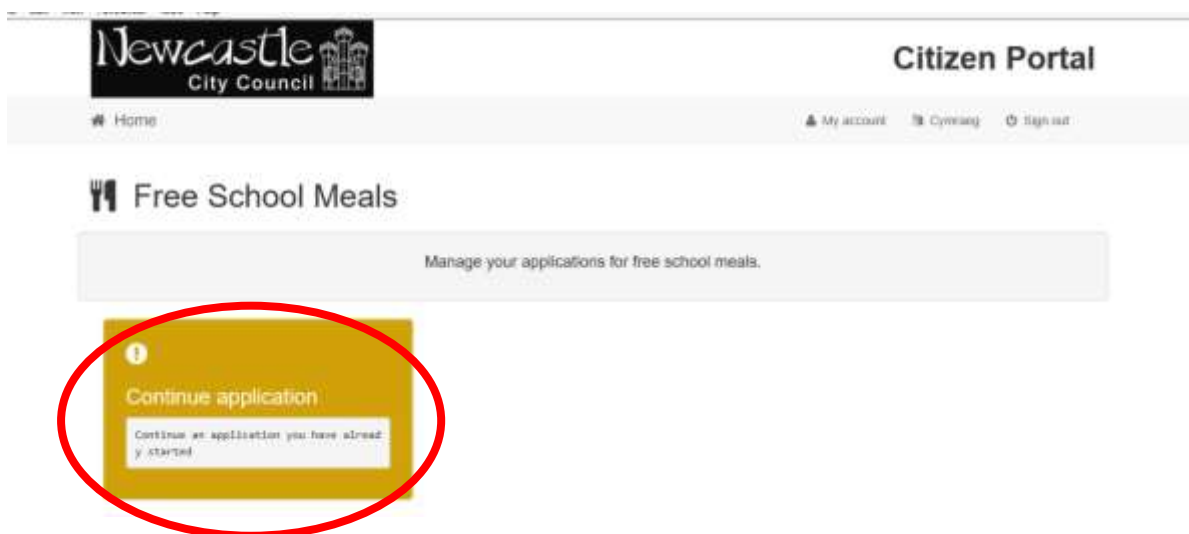 Newcastle
City Council
Citizen Portal
Home
My account Cymraeg Sign out
Free School Meals
Manage your applications for free school meals.
!
Continue application
Continue an application you have alread
y started